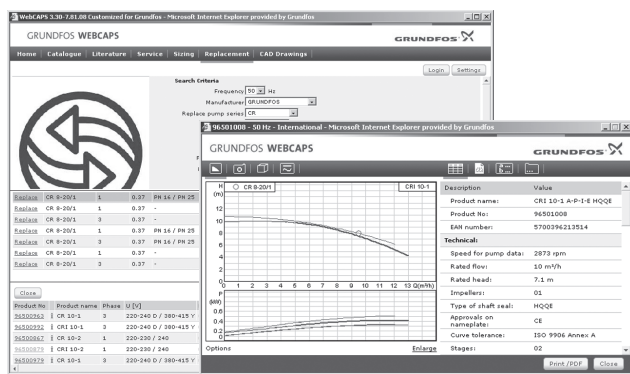 WebCAPS 3.30-7.81.08 Customized for Grundfos - Microsoft Internet Explorer provided by Grundfos
GRUNDFOS WEBCAPS
GRUNDFOS
Home Catalogue Literature Service Sizing Replacement CAD Drawings
Login Settings
Search Criteria
Frequency 50 Hz
Manufacturer GRUNDFOS
Replace pump series CR
Replace CR 8-20/1 1 0.37 PN 16 / PN 25
Replace CR 8-20/1 1 0.37 -
Replace CR 8-20/1 3 0.37 -
Replace CR 8-20/1 1 0.37 PN 16 / PN 25
Replace CR 8-20/1 3 0.37 PN 16 / PN 25
Replace CR 8-20/1 1 0.37 -
Replace CR 8-20/1 3 0.37 -
Close
Product No Product name Phase U [V]
96500963 CR 10-1 3 220-240 D / 380-415 Y
96500992 CRI 10-1 3 220-240 D / 380-415 Y
96500867 CR 10-2 1 220-230 / 240
96500879 CRI 10-2 1 220-230 / 240
96500979 CR 10-1 3 220-240 D / 380-415 Y
96501008 - 50 Hz - International - Microsoft Internet Explorer provided by Grundfos
GRUNDFOS WEBCAPS
GRUNDFOS
H
(m)
CR 8-20/1
CRI 10-1
12
10
8
6
4
2
0
0 1 2 3 4 5 6 7 8 9 10 11 12 13 Q(m³/h)
P
(kW)
0.6
0.4
0.2
0
Options Enlarge
Description Value
Product name: CRI 10-1 A-P-I-E HQQE
Product No: 96501008
EAN number: 5700396213514
Technical:
Speed for pump data: 2873 rpm
Rated flow: 10 m³/h
Rated head: 7.1 m
Impellers: 01
Type of shaft seal: HQQE
Approvals on nameplate: CE
Curve tolerance: ISO 9906 Annex A
Stages: 02
Print /PDF Close